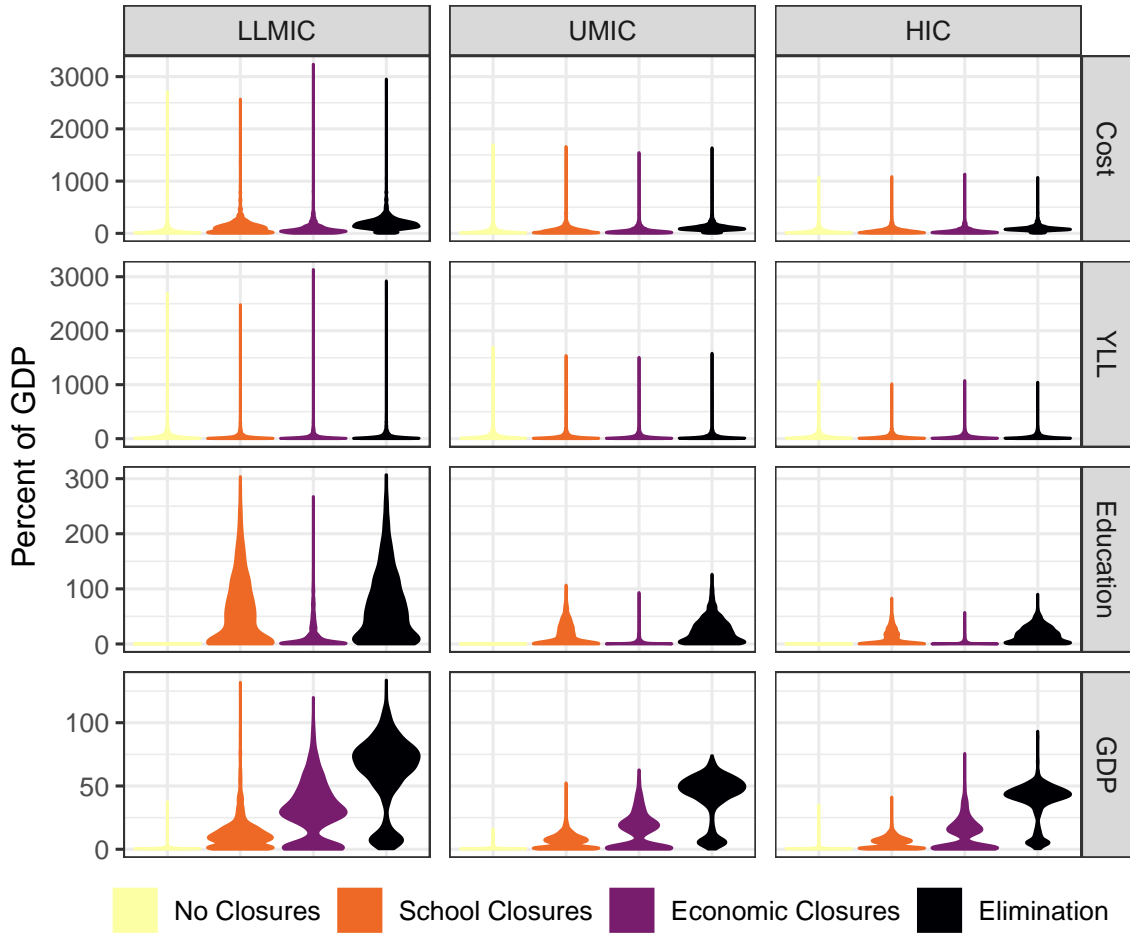 LLMIC UMIC HIC
3000
2000
1000
0
Cost
3000
2000
1000
0
YLL
Percent of GDP
300
200
100
0
Education
100
50
0
GDP
No Closures School Closures Economic Closures Elimination